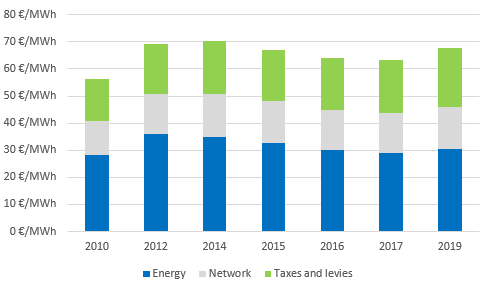 80 €/MWh
70 €/MWh
60 €/MWh
50 €/MWh
40 €/MWh
30 €/MWh
20 €/MWh
10 €/MWh
0 €/MWh
2010 2012 2014 2015 2016 2017 2019
Energy Network Taxes and levies